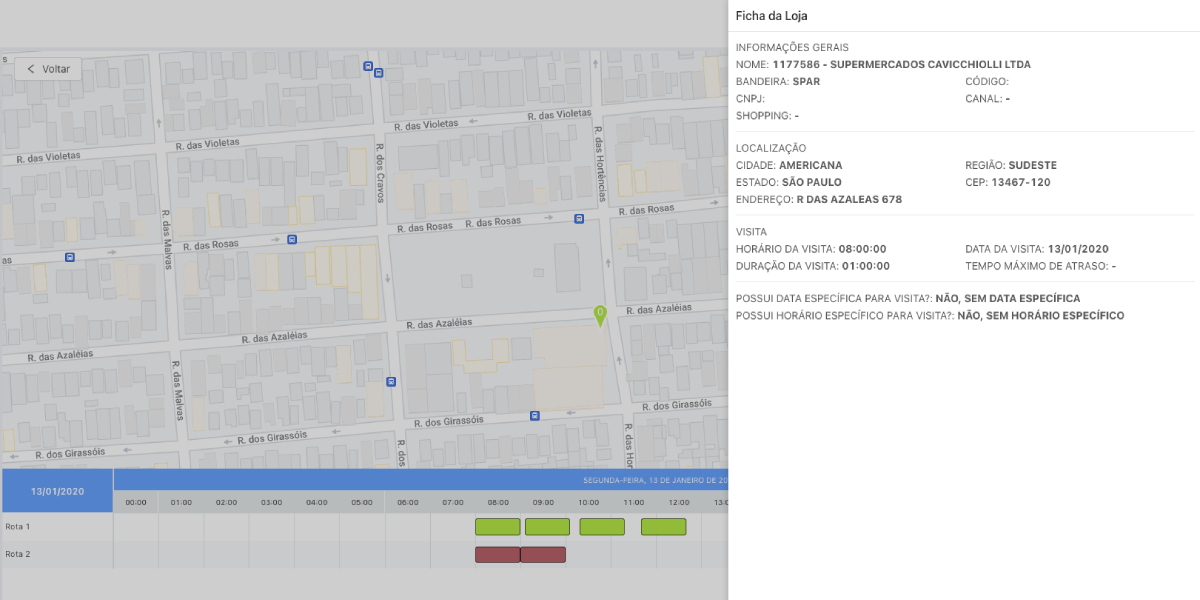 Ficha da Loja
INFORMAÇÕES GERAIS
NOME: 1177586 - SUPERMERCADOS CAVICCHIOLLI LTDA
BANDEIRA: SPAR
CÓDIGO:
CNPJ:
CANAL: -
SHOPPING: -
LOCALIZAÇÃO
CIDADE: AMERICANA
REGIÃO: SUDESTE
ESTADO: SÃO PAULO
CEP: 13467-120
ENDEREÇO: R DAS AZALEAS 678
VISITA
HORÁRIO DA VISITA: 08:00:00
DATA DA VISITA: 13/01/2020
DURAÇÃO DA VISITA: 01:00:00
TEMPO MÁXIMO DE ATRASO: -
POSSUI DATA ESPECÍFICA PARA VISITA?: NÃO, SEM DATA ESPECÍFICA
POSSUI HORÁRIO ESPECÍFICO PARA VISITA?: NÃO, SEM HORÁRIO ESPECÍFICO
Voltar
R. das Violetas
R. das Violetas
R. das Violetas
R. das Violetas
R. dos Cravos
R. das Hortências
R. das Malvas
R. das Rosas
R. das Rosas
R. das Rosas
R. das Rosas
as
0
R. das Azaléias
R. das Azaléias
R. das Azaléias
R. das Azaléias
R. das Malvas
R. dos Girassóis
R. dos Girassóis
R. dos Girassóis
R. dos Girassóis
R. dos
R. das Hor
13/01/2020
SEGUNDA-FEIRA, 13 DE JANEIRO DE 20
00:00 01:00 02:00 03:00 04:00 05:00 06:00 07:00 08:00 09:00 10:00 11:00 12:00 13:0
Rota 1
Rota 2